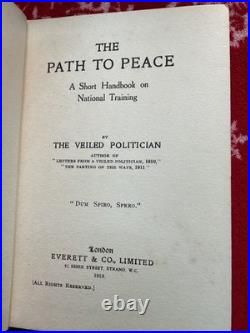 THE
PATH TO PEACE
A Short Handbook on
National Training
BY
THE VEILED POLITICIAN
AUTHOR OF
"LETTERS FROM A VEILED POLITICIAN, 1910,"
"THE PARTING OF THE WAYS, 1911"
"DUM SPIRO, SPERO."
London
EVERETT & CO., LIMITED
ESSEX STREET, STRAND, W.C.
[ALL RIGHTS RESERVED.]